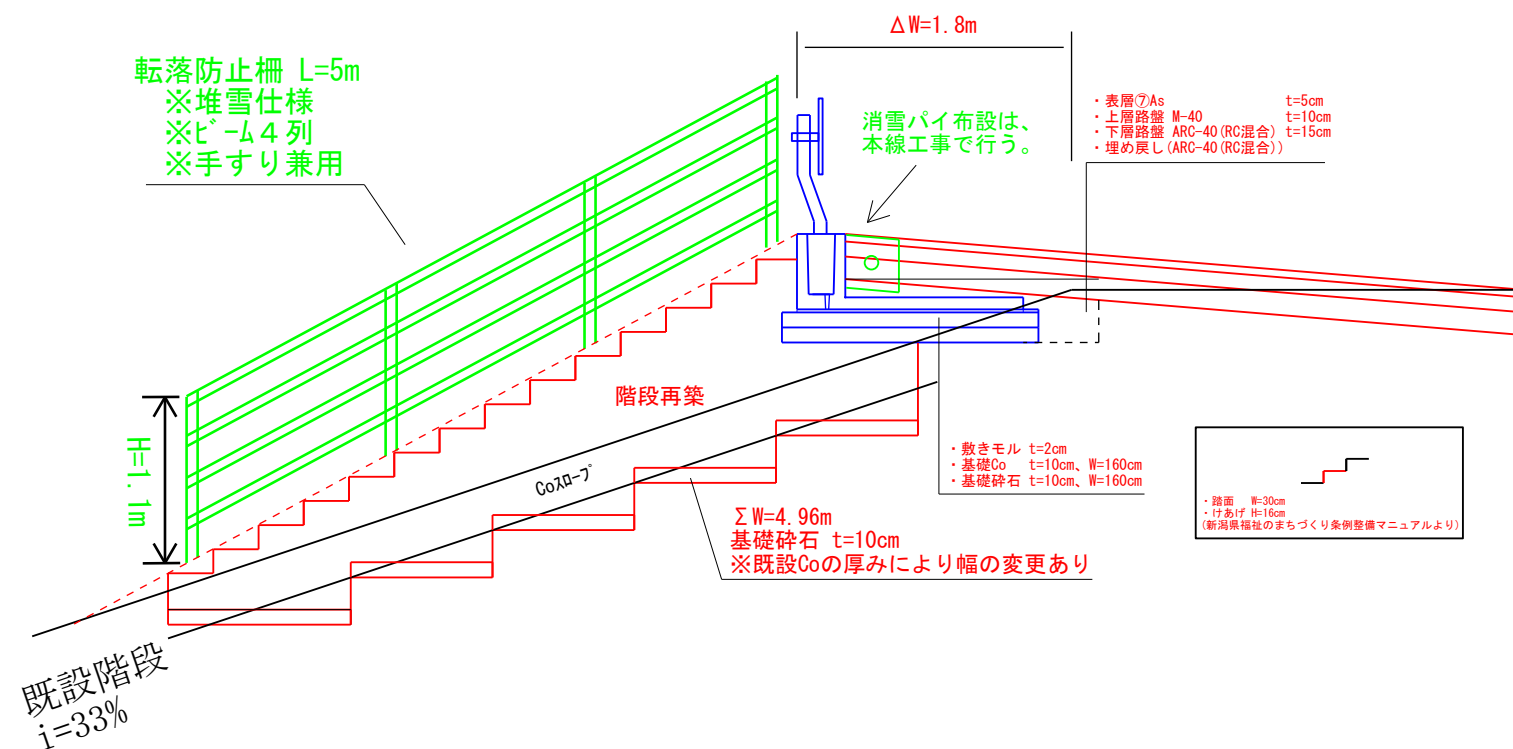 ΔW=1.8m
転落防止柵 L=5m
※堆雪仕様
※ﾋﾞｰﾑ４列
※手すり兼用
消雪パイ布設は、
本線工事で行う。
・表層⑦As t=5cm
・上層路盤 M-40 t=10cm
・下層路盤 ARC-40(RC混合) t=15cm
・埋め戻し(ARC-40(RC混合))
階段再築
H=1.1m
Coｽﾛｰﾌﾟ
・敷きモル t=2cm
・基礎Co t=10cm、W=160cm
・基礎砕石 t=10cm、W=160cm
ΣW=4.96m
基礎砕石 t=10cm
※既設Coの厚みにより幅の変更あり
・踏面 W=30cm
・けあげ H=16cm
(新潟県福祉のまちづくり条例整備マニュアルより)
既設階段
i=33%